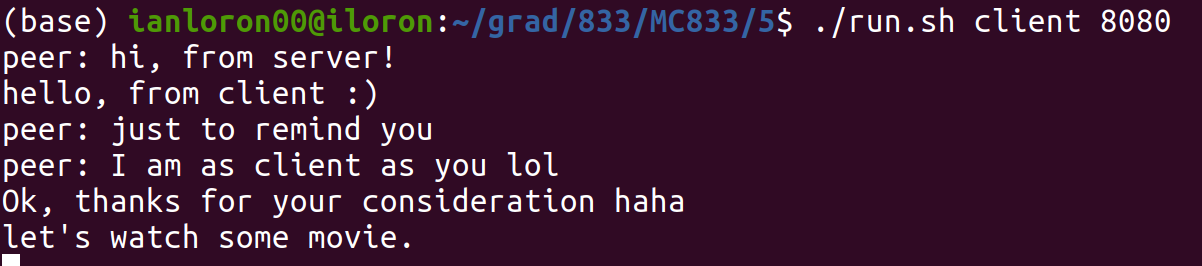 (base) ianloron00@iloron:~/grad/833/MC833/5$ ./run.sh client 8080
peer: hi, from server!
hello, from client :)
peer: just to remind you
peer: I am as client as you lol
Ok, thanks for your consideration haha
let's watch some movie.